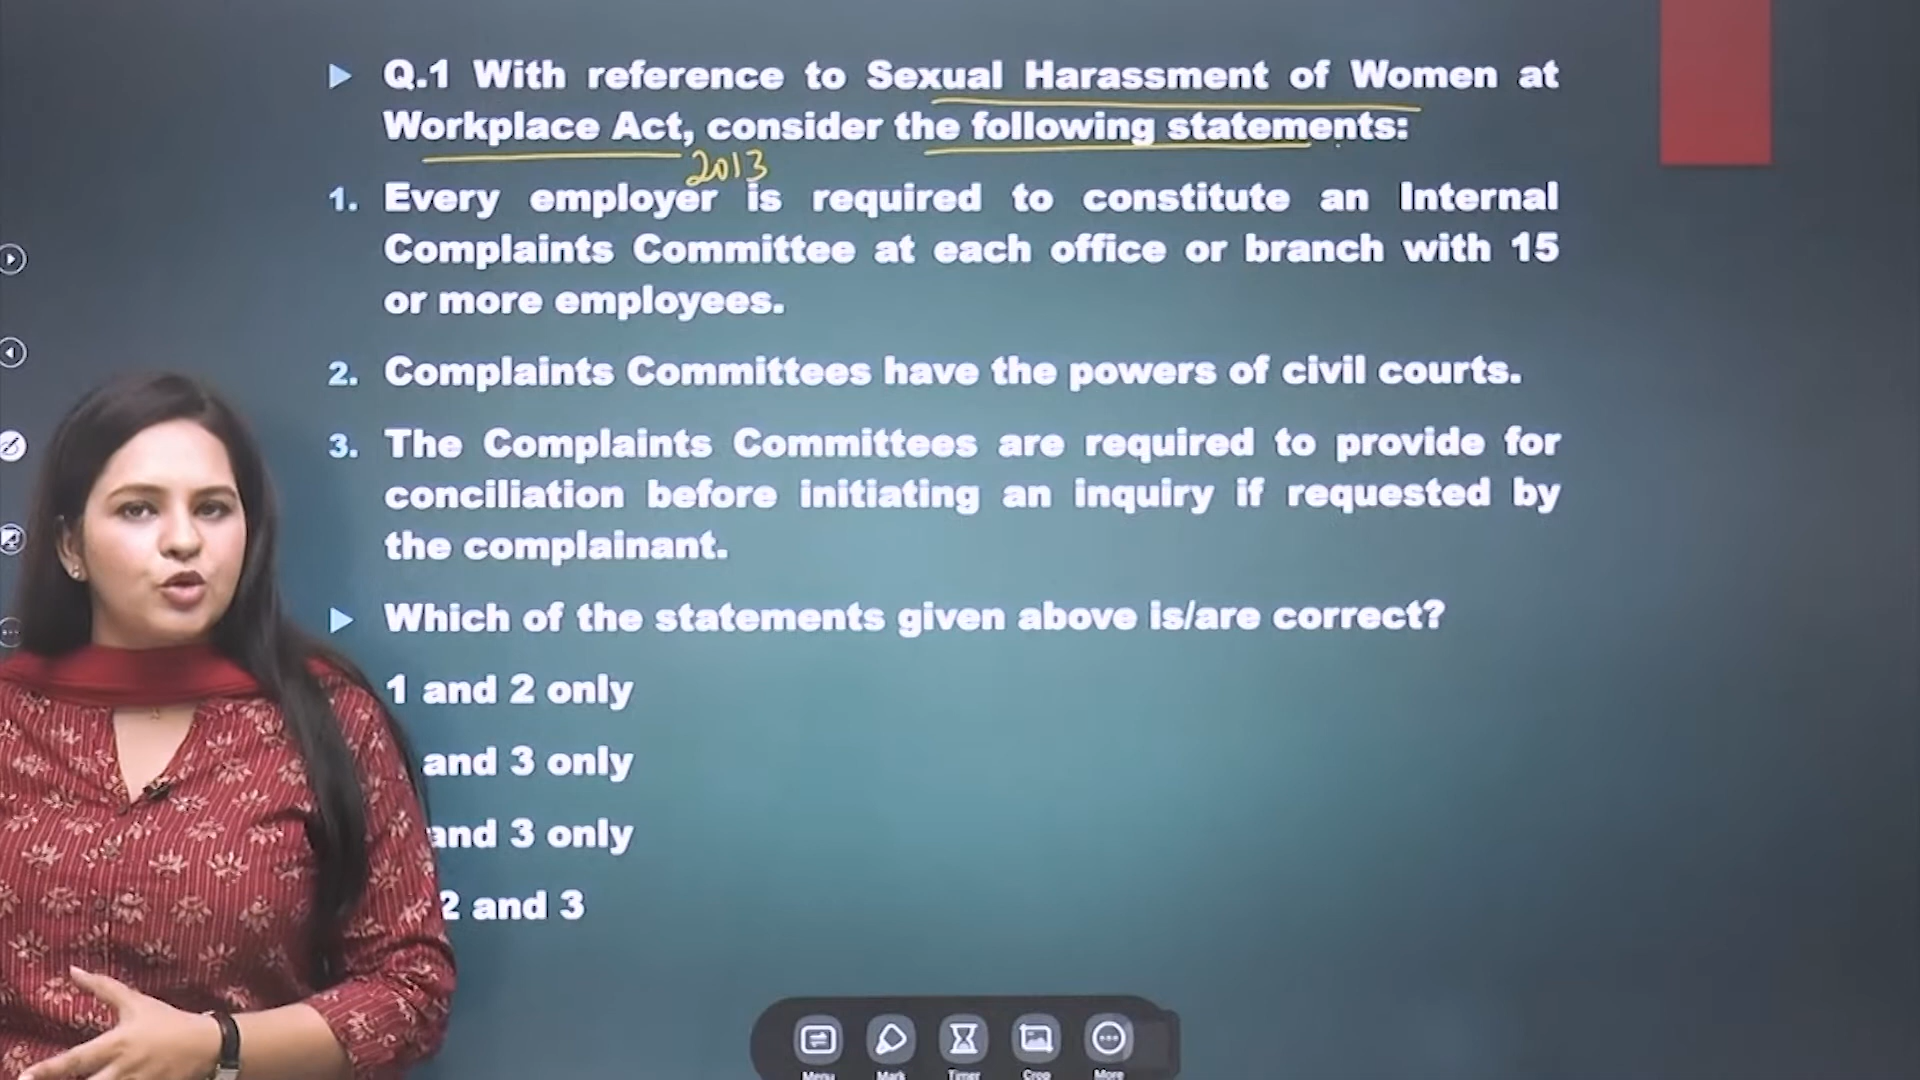 Q.1 With reference to Sexual Harassment of Women at
Workplace Act, consider the following statements:
2013
1. Every employer is required to constitute an Internal
Complaints Committee at each office or branch with 15
or more employees.
2. Complaints Committees have the powers of civil courts.
3. The Complaints Committees are required to provide for
conciliation before initiating an inquiry if requested by
the complainant.
Which of the statements given above is/are correct?
1 and 2 only
and 3 only
and 3 only
2 and 3
Menu Mark Timer Crop More